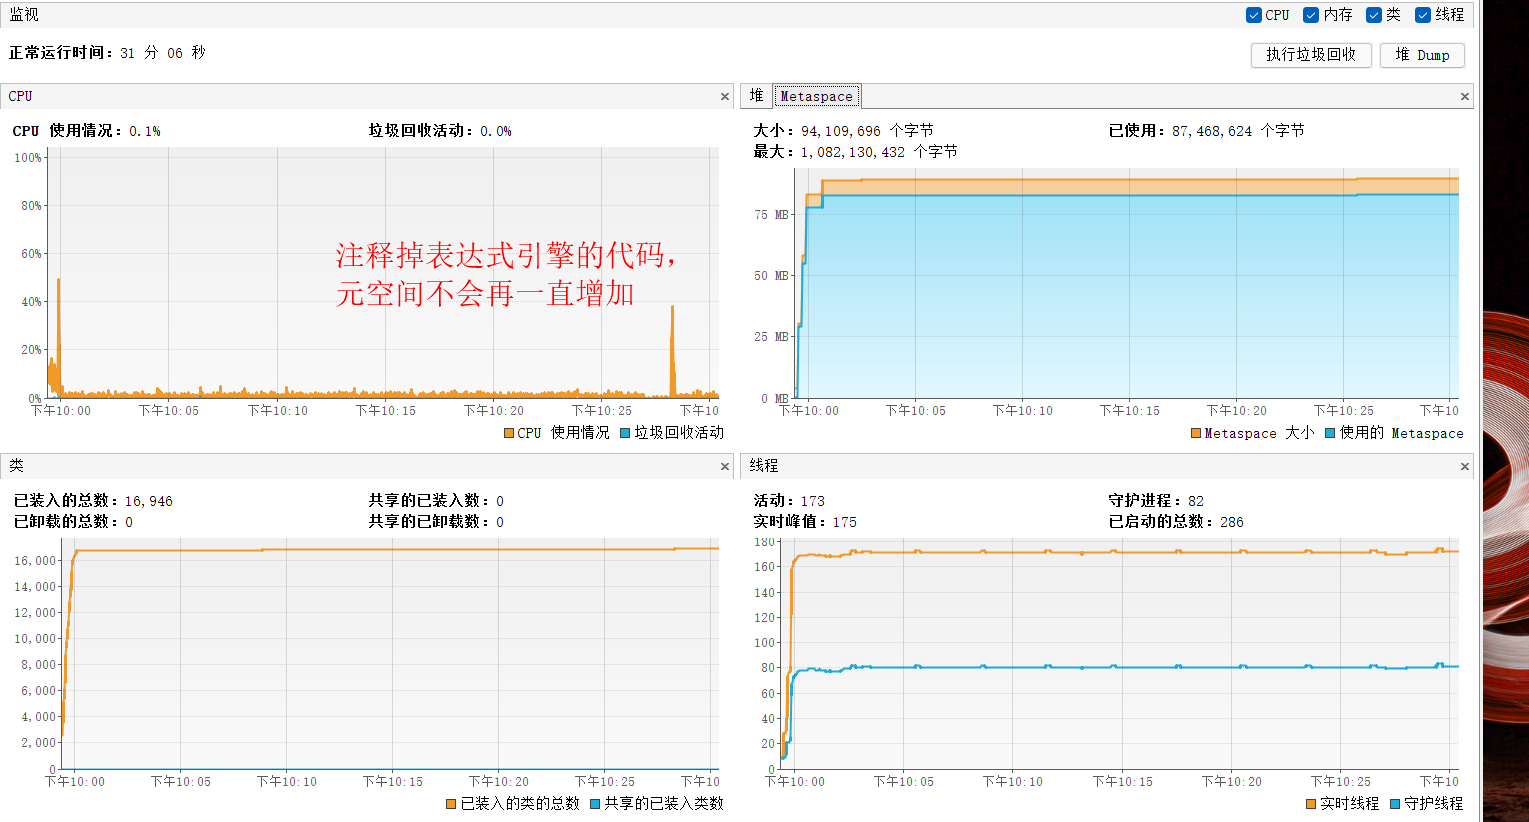 监视
CPU 内存 类 线程
正常运行时间：31 分 06 秒
执行垃圾回收 堆 Dump
CPU
CPU 使用情况：0.1% 垃圾回收活动：0.0%
100%
80%
60%
40%
20%
0%
注释掉表达式引擎的代码，
元空间不会再一直增加
下午10:00 下午10:05 下午10:10 下午10:15 下午10:20 下午10:25 下午10
CPU 使用情况 垃圾回收活动
堆 Metaspace
大小：94,109,696 个字节 已使用：87,468,624 个字节
最大：1,082,130,432 个字节
75 MB
50 MB
25 MB
0 MB
下午10:00 下午10:05 下午10:10 下午10:15 下午10:20 下午10:25 下午10
Metaspace 大小 使用的 Metaspace
类
已装入的总数：16,946 共享的已装入数：0
已卸载的总数：0 共享的已卸载数：0
16,000
14,000
12,000
10,000
8,000
6,000
4,000
2,000
0
下午10:00 下午10:05 下午10:10 下午10:15 下午10:20 下午10:25 下午10
已装入的类的总数 共享的已装入类数
线程
活动：173 守护进程：82
实时峰值：175 已启动的总数：286
180
160
140
120
100
80
60
40
20
0
下午10:00 下午10:05 下午10:10 下午10:15 下午10:20 下午10:25 下午10
实时线程 守护线程